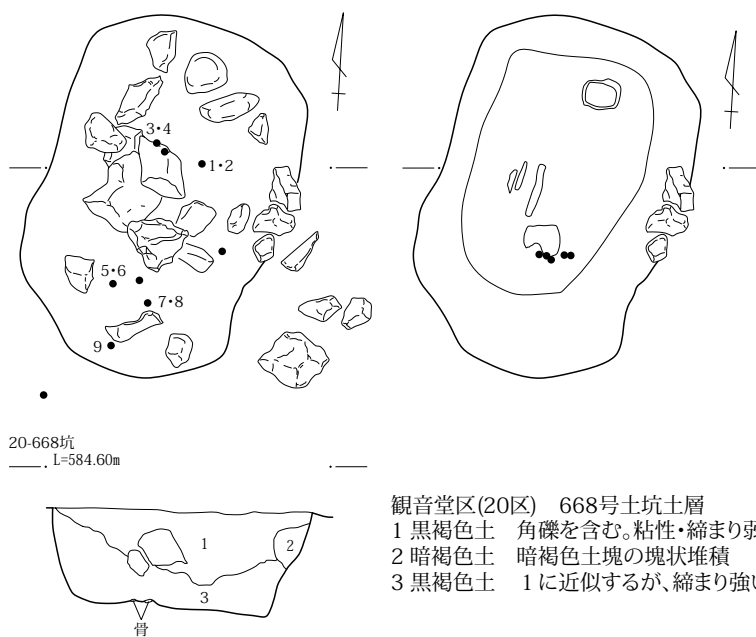 3・4
1・2
5・6
7・8
9
20-668坑
L=584.60m
1
2
3
骨
観音堂区(20区) 668号土坑土層
1 黒褐色土 角礫を含む。粘性・締まり弱
2 暗褐色土 暗褐色土塊の塊状堆積
3 黒褐色土 1に近似するが、締まり強い